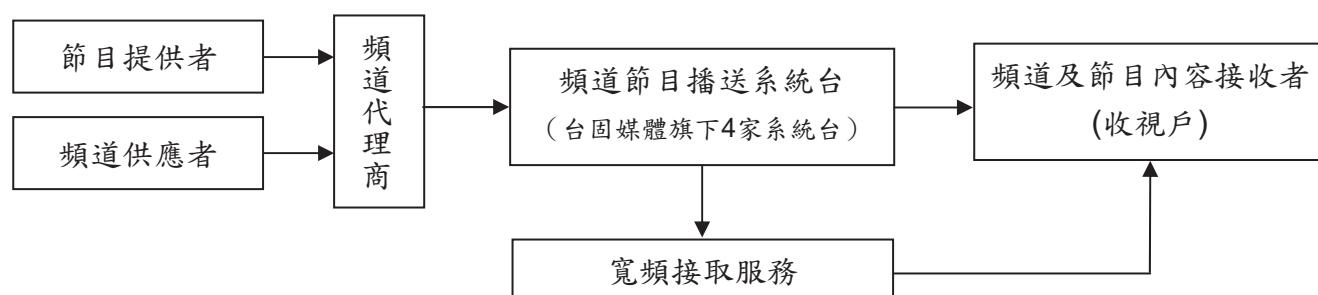 節目提供者
頻道供應者
頻道代理商
頻道節目播送系統台
（台固媒體旗下4家系統台）
頻道及節目內容接收者
(收視戶)
寬頻接取服務